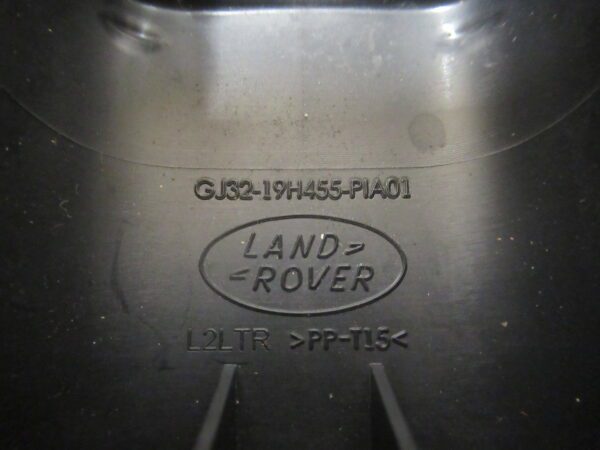 GJ32-19H455-PIA01
LAND>
<ROVER
L2LTR >PP-T15<